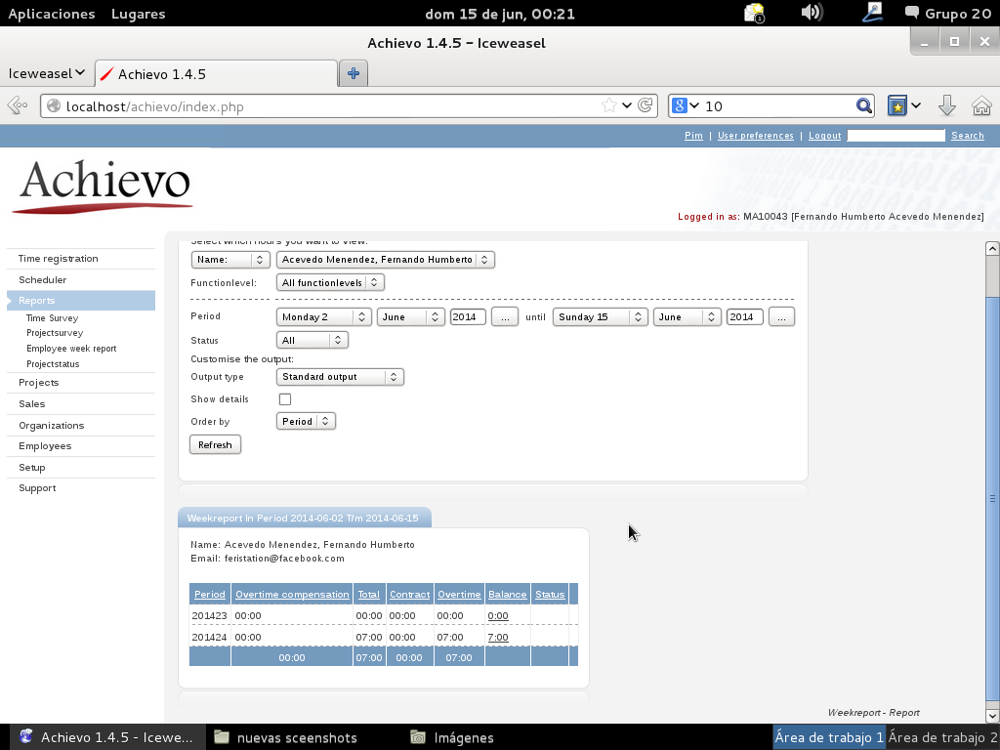 Aplicaciones Lugares dom 15 de jun, 00:21 1 Grupo 20
Achievo 1.4.5 - Iceweasel
Iceweasel Achievo 1.4.5
localhost/achievo/index.php 8 10
Pim | User preferences | Logout Search
Achievo
Logged in as: MA10043 [Fernando Humberto Acevedo Menendez]
Time registration
Scheduler
Reports
Time Survey
Projectsurvey
Employee week report
Projectstatus
Projects
Sales
Organizations
Employees
Setup
Support
Select which hours you want to view:
Name: Acevedo Menendez, Fernando Humberto
Functionlevel: All functionlevels
Period Monday 2 June 2014 ... until Sunday 15 June 2014 ...
Status All
Customise the output:
Output type Standard output
Show details
Order by Period
Refresh
Weekreport In Period 2014-06-02 T/m 2014-06-15
Name: Acevedo Menendez, Fernando Humberto
Email: feristation@facebook.com
Period Overtime compensation Total Contract Overtime Balance Status
201423 00:00 00:00 00:00 00:00 0:00
201424 00:00 07:00 00:00 07:00 7:00
00:00 07:00 00:00 07:00
Weekreport - Report
Achievo 1.4.5 - Icewe... nuevas sceenshots Imágenes Área de trabajo 1 Área de trabajo 2